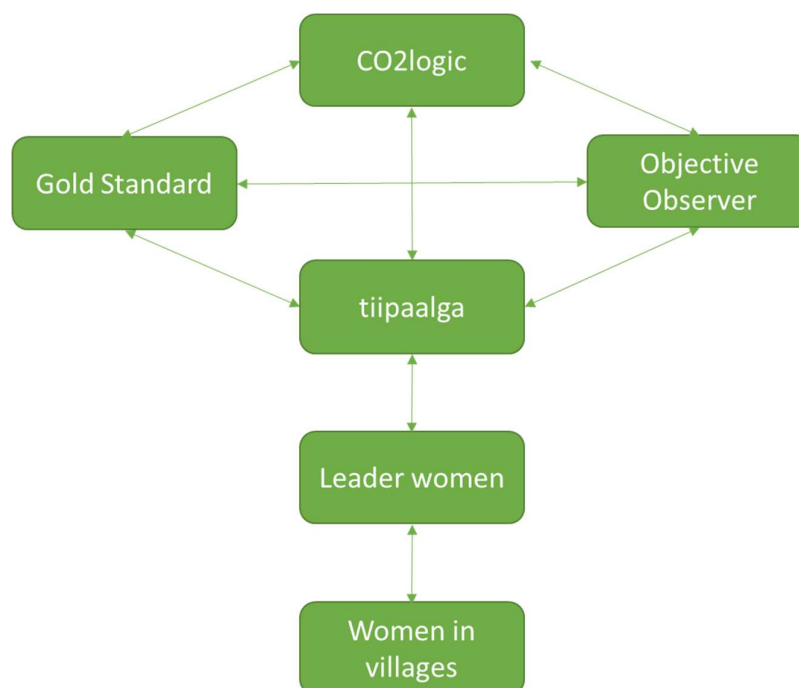 CO2logic
Gold Standard
Objective
Observer
tiipaalga
Leader women
Women in
villages